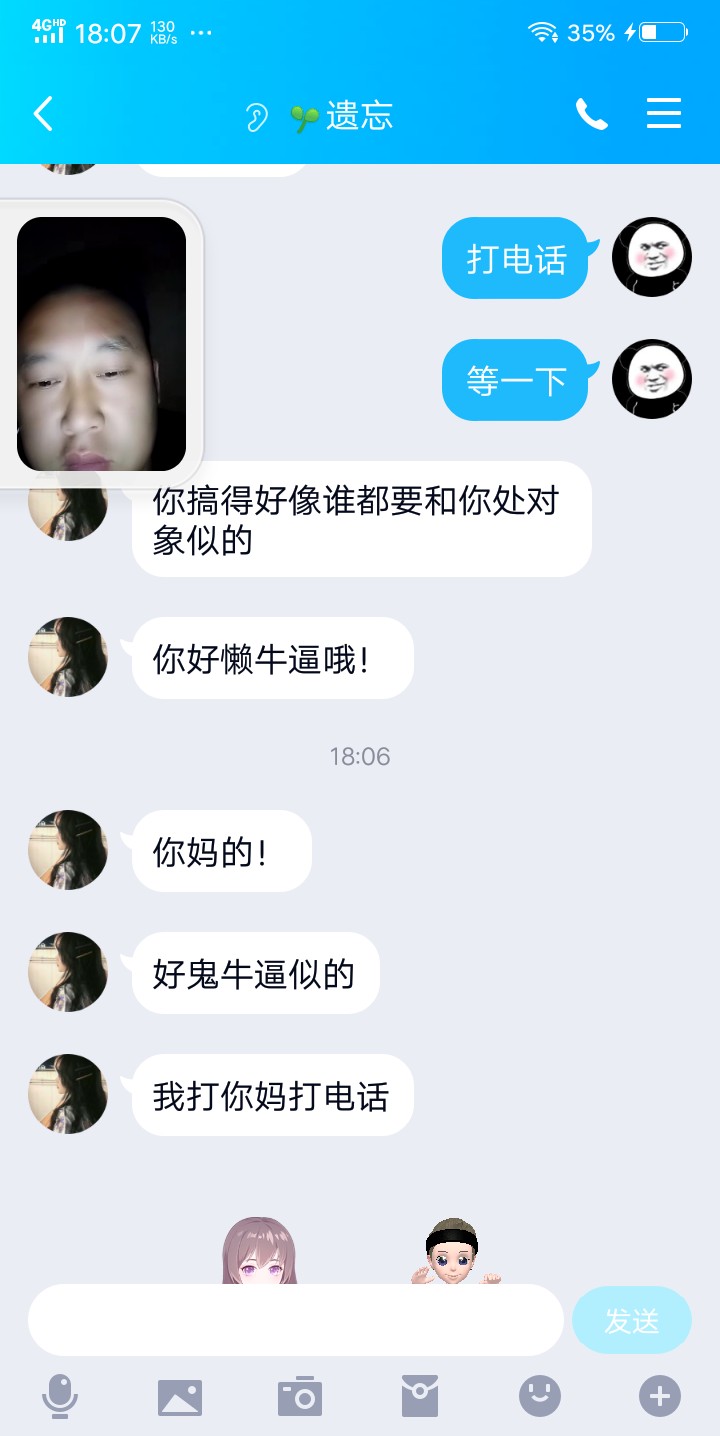 4GHD 18:07 130 KB/s ... 35%
遗忘
打电话
等一下
你搞得好像谁都要和你处对
象似的
你好懒牛逼哦！
18:06
你妈的！
好鬼牛逼似的
我打你妈打电话
发送